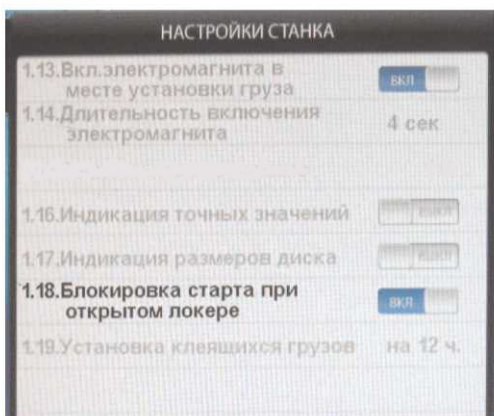 НАСТРОЙКИ СТАНКА
1.13.Вкл.электромагнита в
месте установки груза
ВКЛ
1.14.Длительность включения
электромагнита
4 сек
1.16.Индикация точных значений
ВЫКЛ
1.17.Индикация размеров диска
ВЫКЛ
1.18.Блокировка старта при
открытом локере
ВКЛ
1.19.Установка клеящихся грузов
на 12 ч.